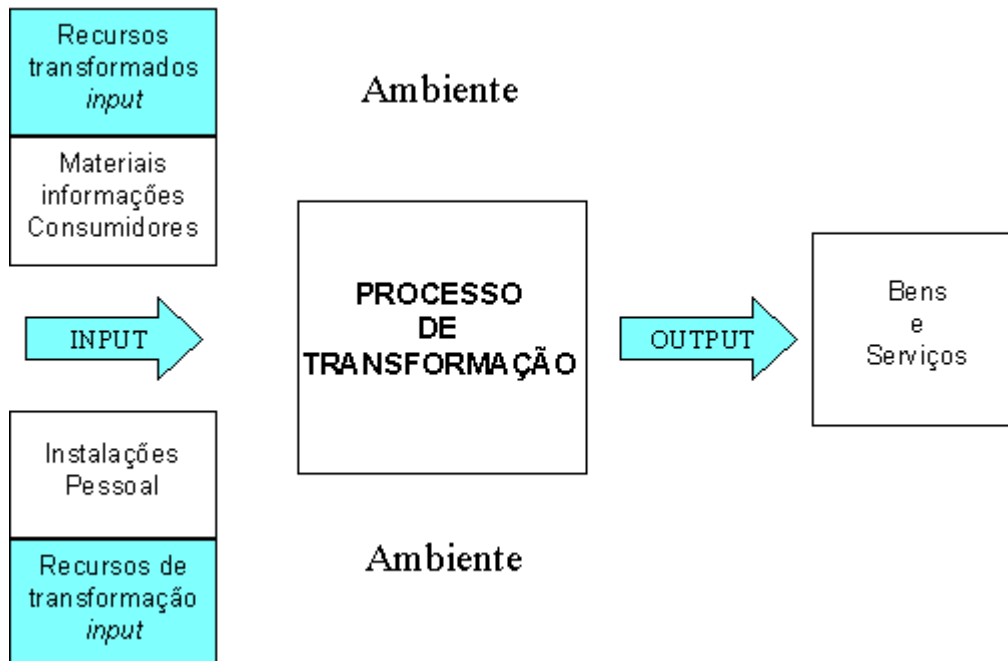 Recursos
transformados
input
Ambiente
Materiais
informações
Consumidores
PROCESSO
DE
TRANSFORMAÇÃO
Bens
e
Serviços
INPUT
OUTPUT
Instalações
Pessoal
Ambiente
Recursos de
transformação
input